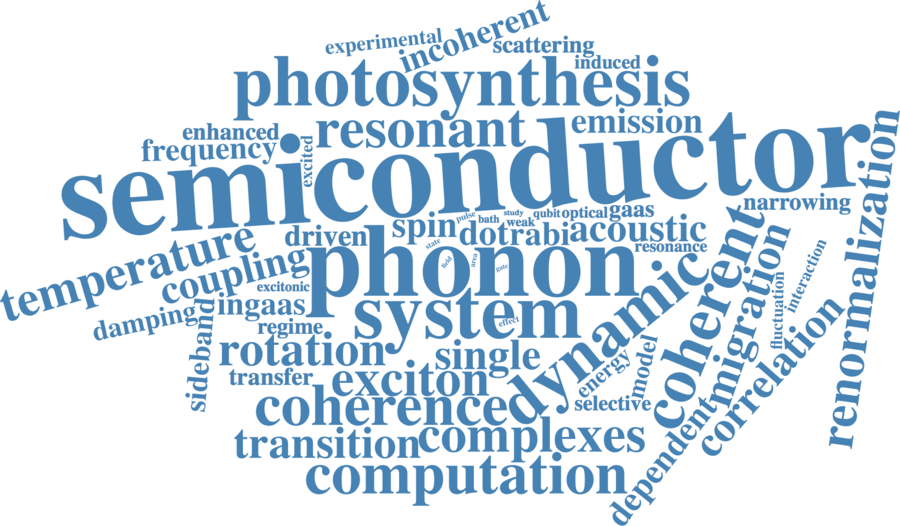 experimental
incoherent
scattering
induced
photosynthesis
enhanced
resonant
emission
frequency
excited
semiconductor
renormalization
narrowing
temperature
driven
spin
pulse
bath
study
weak
qubit
optical
gaas
dot
rabi
acoustic
resonance
state
coupling
phonon
field
area
gate
excitonic
damping
ingaas
system
effect
regime
sideband
rotation
single
dynamic
coherent
migration
interaction
fluctuation
correlation
transfer
exciton
energy
model
selective
coherence
dependent
transition
complexes
computation